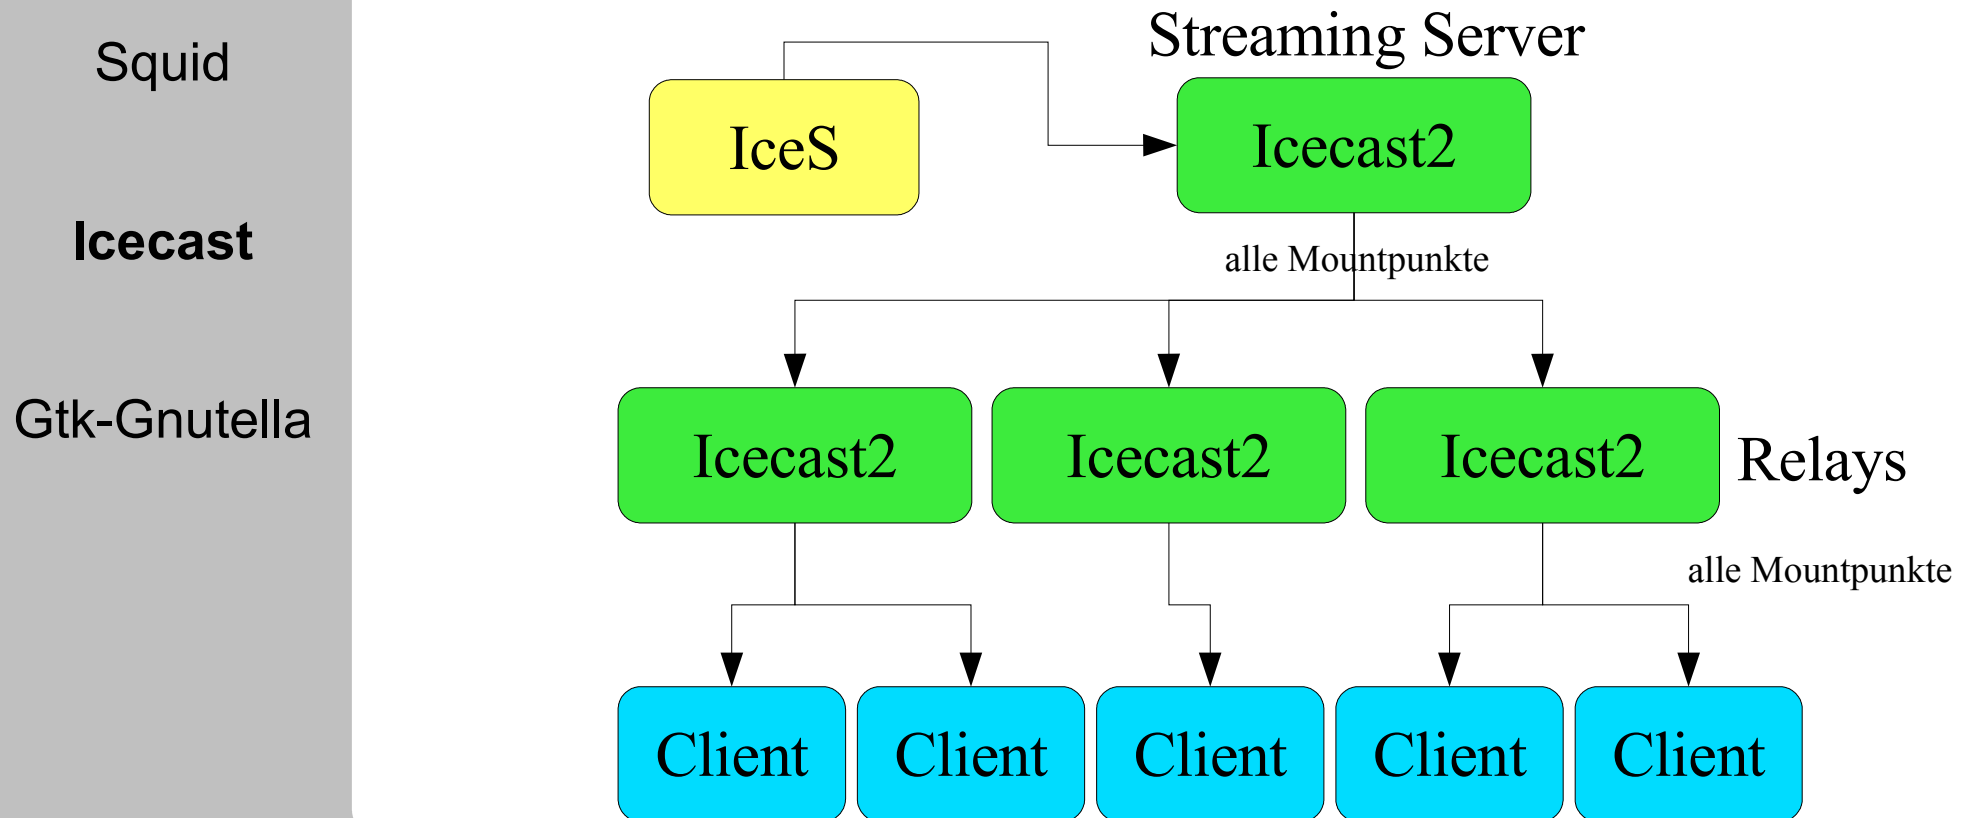 Squid
Icecast
Gtk-Gnutella
Streaming Server
IceS
Icecast2
alle Mountpunkte
Icecast2
Icecast2
Icecast2
Relays
alle Mountpunkte
Client
Client
Client
Client
Client